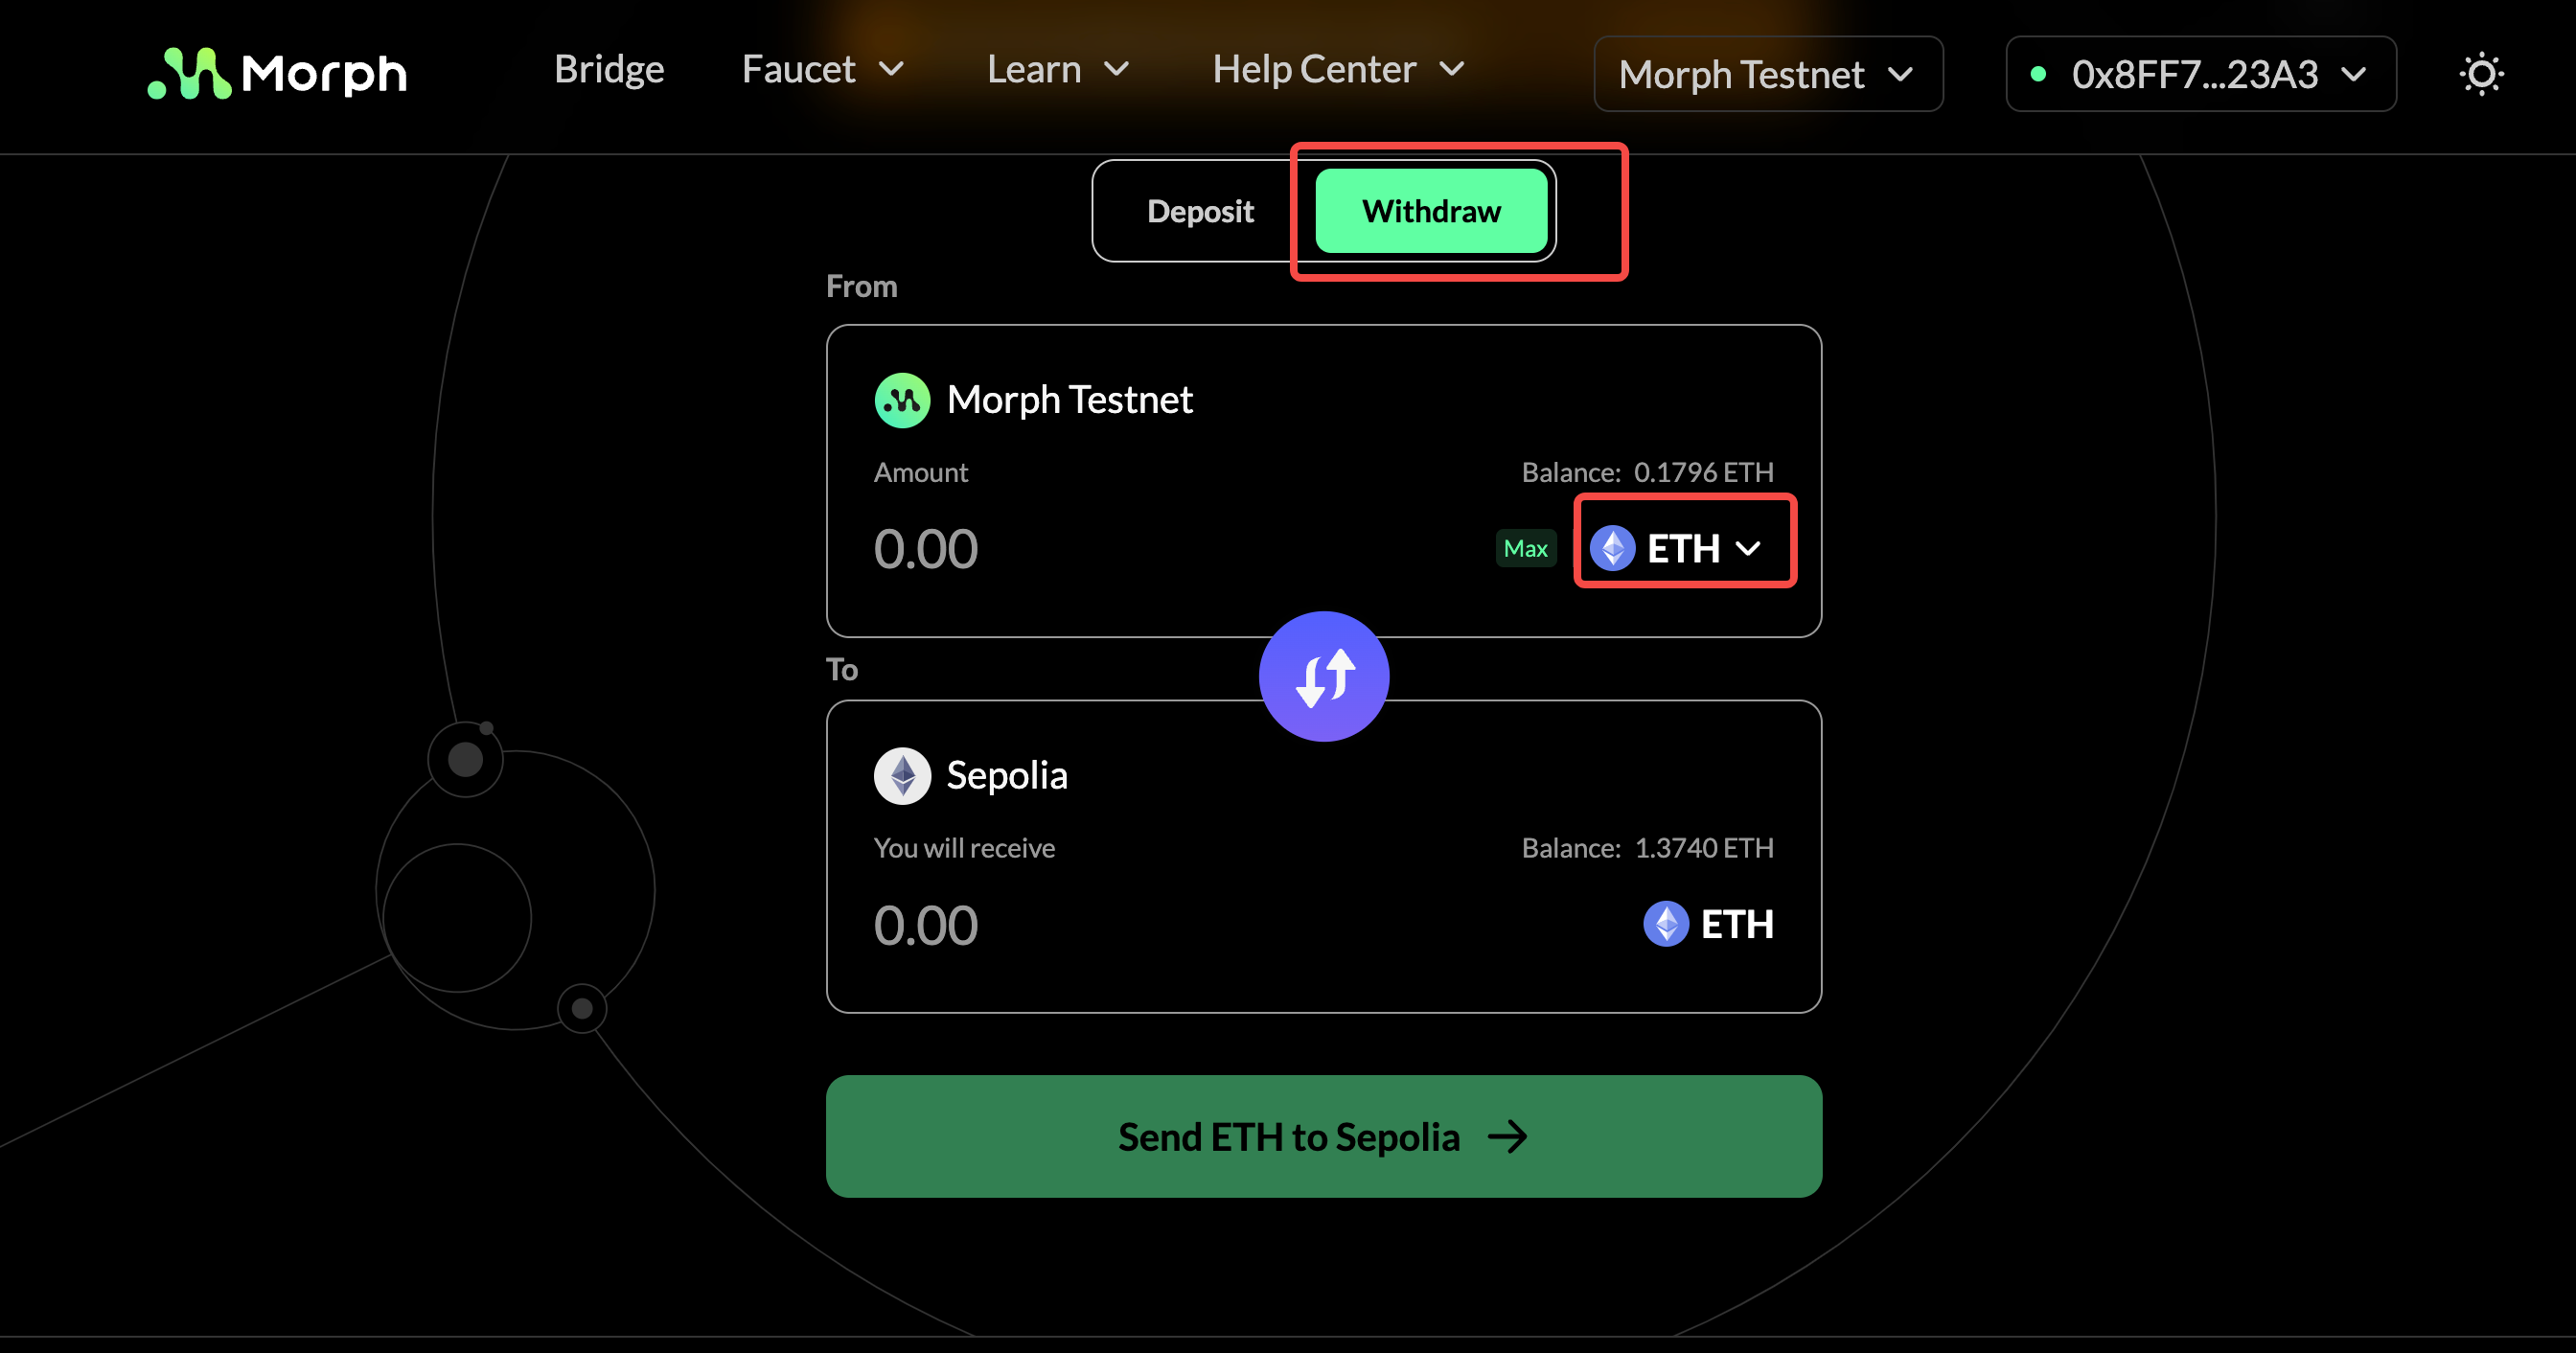 Morph
Bridge
Faucet
Learn
Help Center
Morph Testnet
0x8FF7...23A3
Deposit
Withdraw
From
Morph Testnet
Amount
Balance: 0.1796 ETH
0.00
Max
ETH
To
Sepolia
You will receive
Balance: 1.3740 ETH
0.00
ETH
Send ETH to Sepolia